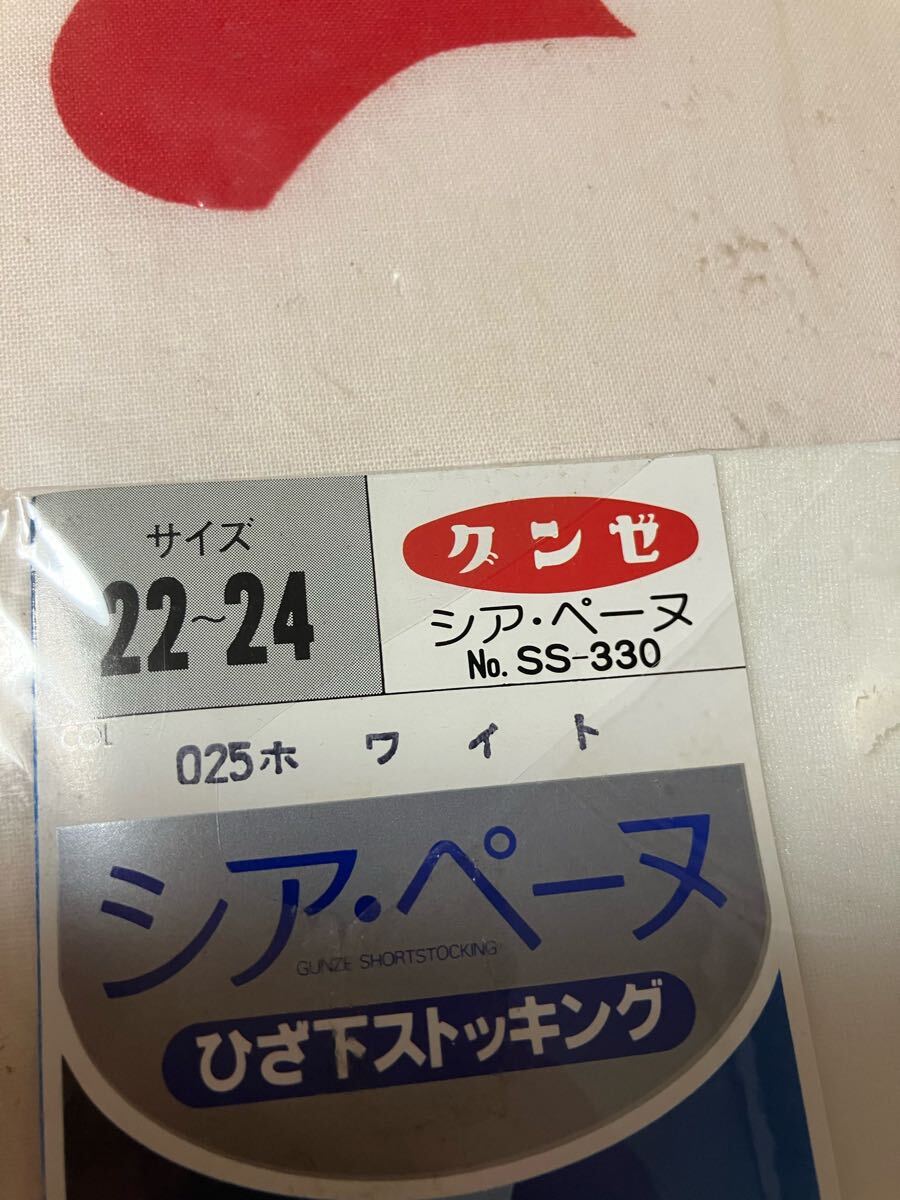 サイズ
22~24
グンゼ
シア・ペーヌ
No. SS-330
COL
025ホワイト
シア・ペーヌ
GUNZE SHORTSTOCKING
ひざ下ストッキング